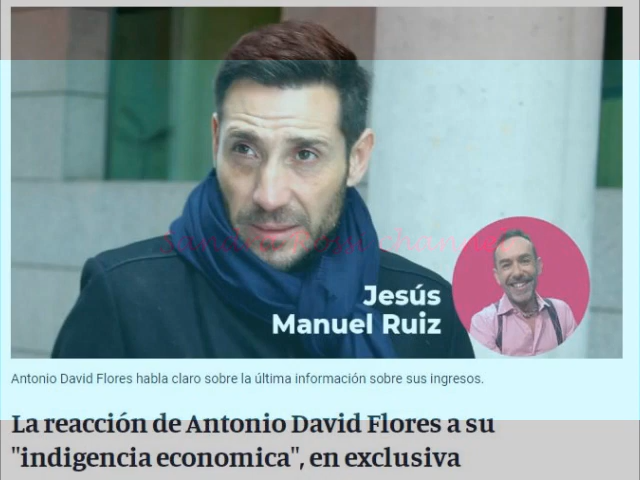 Jesús
Manuel Ruiz
Antonio David Flores habla claro sobre la última información sobre sus ingresos.
La reacción de Antonio David Flores a su
"indigencia economica", en exclusiva